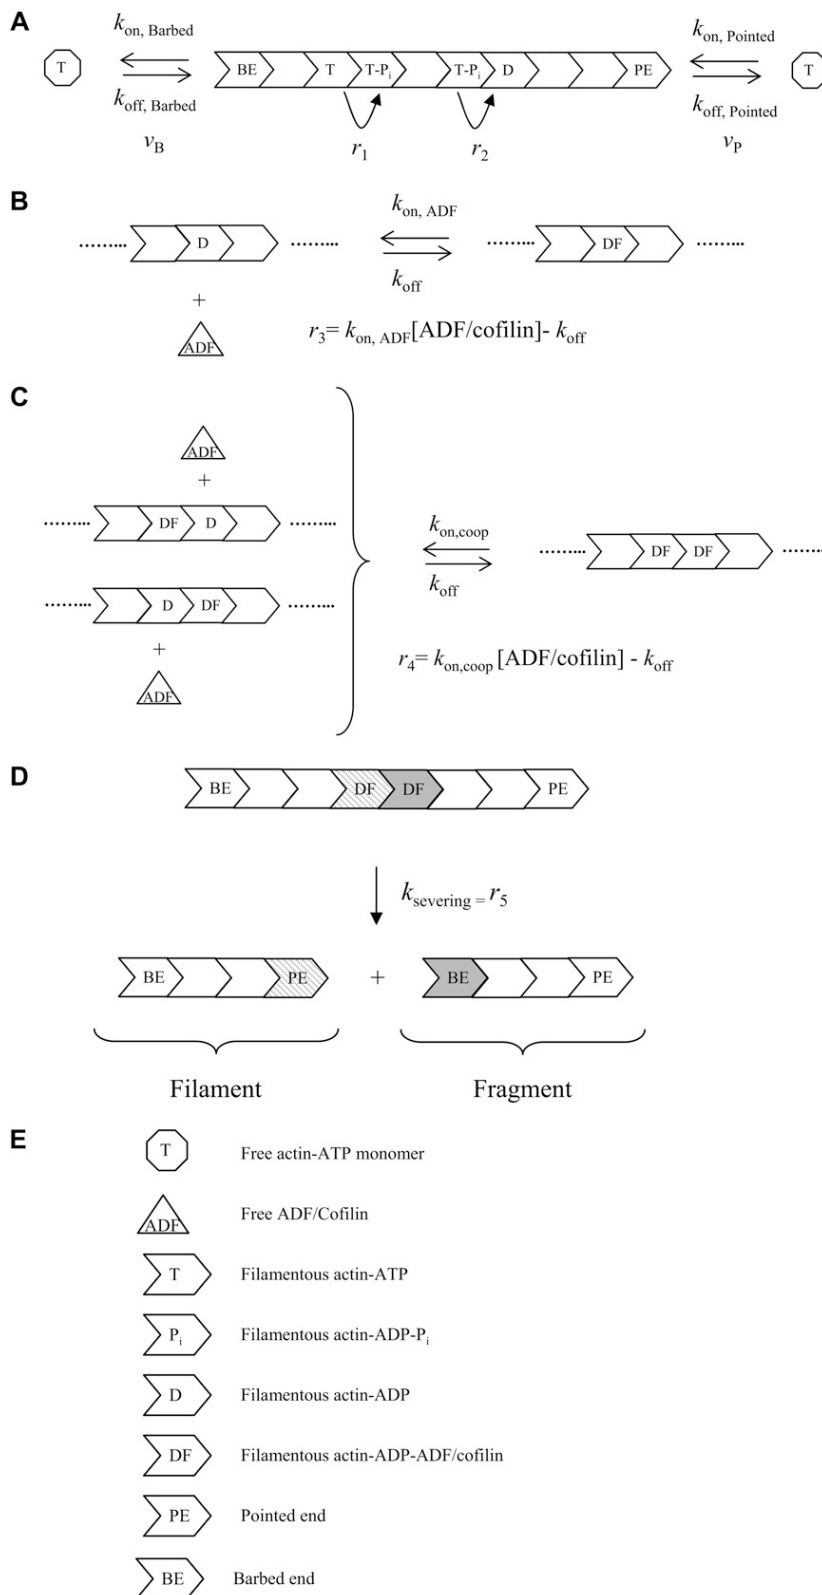 A
k_on, Barbed
k_on, Pointed
T
BE T T-P_i T-P_i D PE
T
k_off, Barbed
k_off, Pointed
v_B
r_1
r_2
v_P
B
k_on, ADF
......... D .........
......... DF .........
k_off
+
ADF
r_3= k_on, ADF[ADF/cofilin]- k_off
C
ADF
+
......... DF D .........
k_on,coop
......... DF DF .........
k_off
......... D DF .........
+
ADF
r_4= k_on,coop [ADF/cofilin] - k_off
D
BE DF DF PE
k_severing = r_5
BE PE + BE PE
Filament Fragment
E
T Free actin-ATP monomer
ADF Free ADF/Cofilin
T Filamentous actin-ATP
P_i Filamentous actin-ADP-P_i
D Filamentous actin-ADP
DF Filamentous actin-ADP-ADF/cofilin
PE Pointed end
BE Barbed end